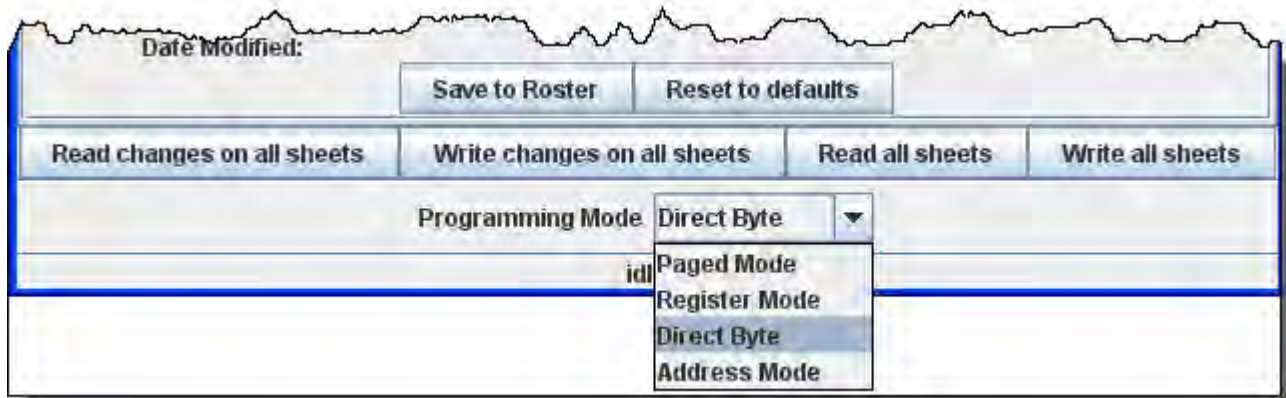 Date Modified:
Save to Roster Reset to defaults
Read changes on all sheets Write changes on all sheets Read all sheets Write all sheets
Programming Mode Direct Byte
Paged Mode
Register Mode
Direct Byte
Address Mode